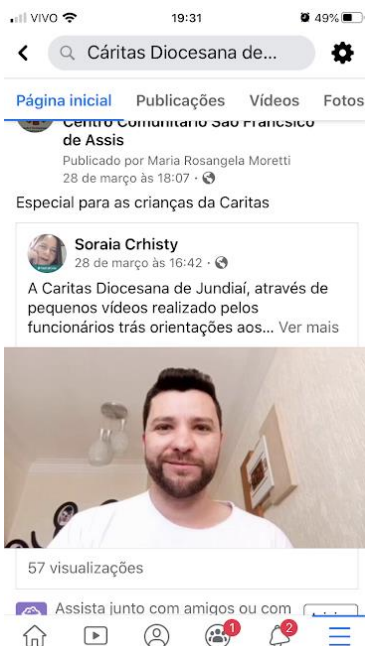 VIVO 19:31 49%
Cáritas Diocesana de...
Página inicial Publicações Vídeos Fotos
Centro Comunitário São Francsico
de Assis
Publicado por Maria Rosangela Moretti
28 de março às 18:07 ·
Especial para as crianças da Caritas
Soraia Crhisty
28 de março às 16:42 ·
A Caritas Diocesana de Jundiaí, através de
pequenos vídeos realizado pelos
funcionários trás orientações aos... Ver mais
57 visualizações
Assista junto com amigos ou com
1 2